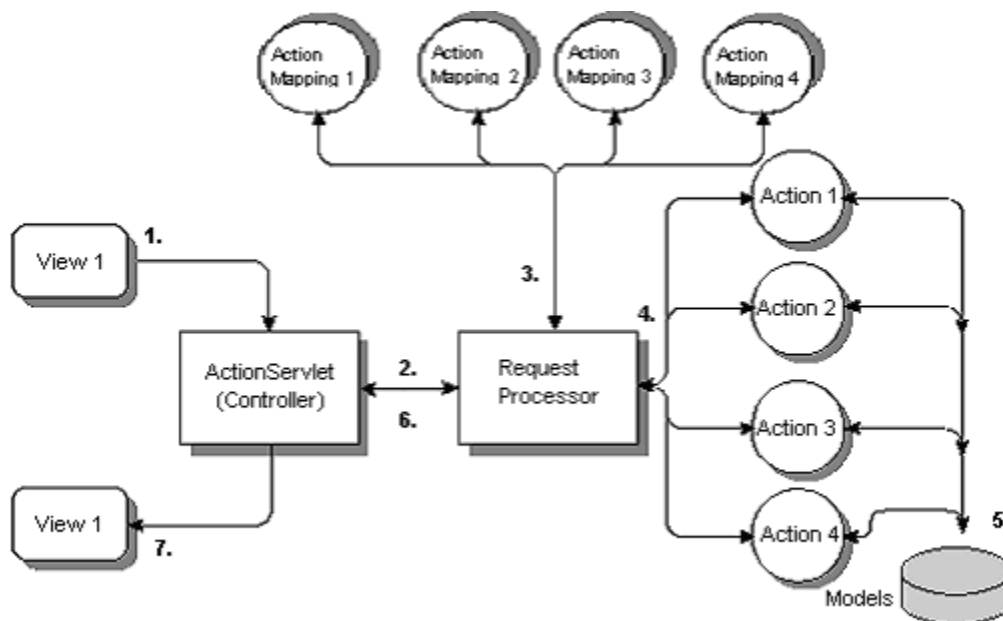 Action
Mapping 1
Action
Mapping 2
Action
Mapping 3
Action
Mapping 4
Action 1
1.
View 1
3.
4.
Action 2
ActionServlet
(Controller)
2.
6.
Request
Processor
Action 3
View 1
7.
Action 4
5
Models